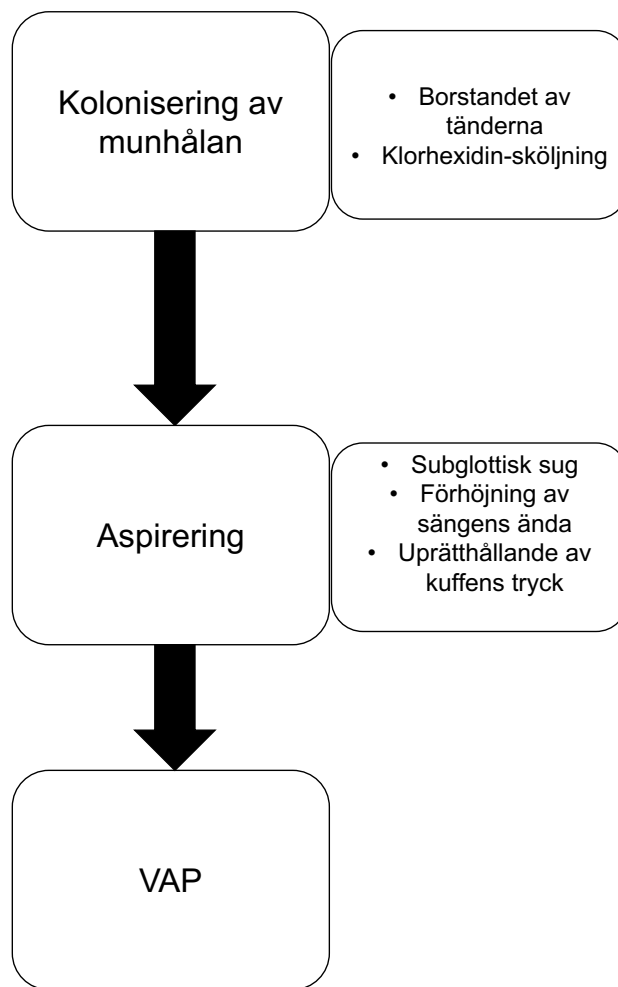 Kolonisering av
munhålan
• Borstandet av
tänderna
• Klorhexidin-sköljning
Aspirering
• Subglottisk sug
• Förhöjning av
sängens ända
• Uprätthållande av
kuffens tryck
VAP